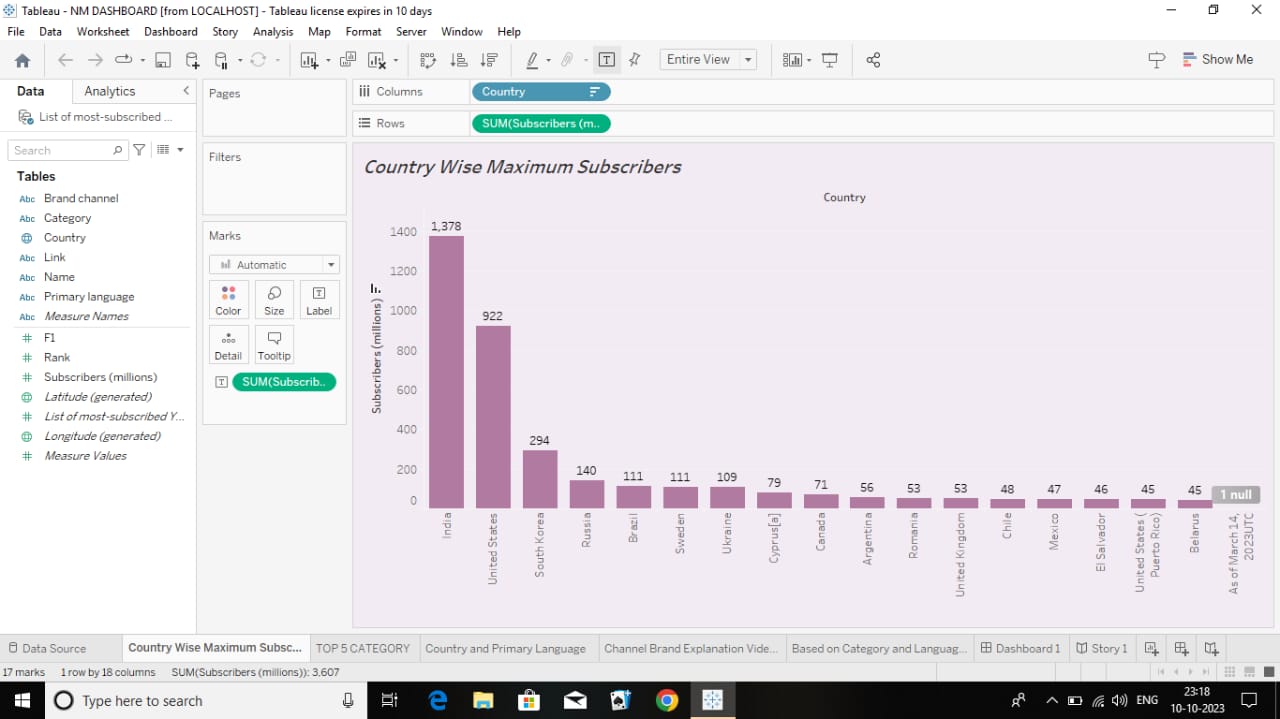 Tableau - NM DASHBOARD [from LOCALHOST] - Tableau license expires in 10 days
File Data Worksheet Dashboard Story Analysis Map Format Server Window Help
Entire View
Show Me
Data Analytics
List of most-subscribed ...
Search
Tables
Abc Brand channel
Abc Category
Country
Abc Link
Abc Name
Abc Primary language
Abc Measure Names
# F1
# Rank
# Subscribers (millions)
Latitude (generated)
# List of most-subscribed Y...
Longitude (generated)
# Measure Values
Pages
Filters
Marks
Automatic
Color Size Label
Detail Tooltip
SUM(Subscrib..
Columns Country
Rows SUM(Subscribers (m..
Country Wise Maximum Subscribers
Country
Subscribers (millions)
1400
1200
1000
800
600
400
200
0
1,378
922
294
140
111
111
109
79
71
56
53
53
48
47
46
45
45
1 null
India
United States
South Korea
Russia
Brazil
Sweden
Ukraine
Cyprus[a]
Canada
Argentina
Romania
United Kingdom
Chile
Mexico
El Salvador
United States (
Puerto Rico)
Belarus
As of March 14,
2023UTC
Data Source Country Wise Maximum Subsc... TOP 5 CATEGORY Country and Primary Language Channel Brand Explanation Vide... Based on Category and Languag... Dashboard 1 Story 1
17 marks 1 row by 18 columns SUM(Subscribers (millions)): 3,607
Type here to search
ENG
23:18
10-10-2023